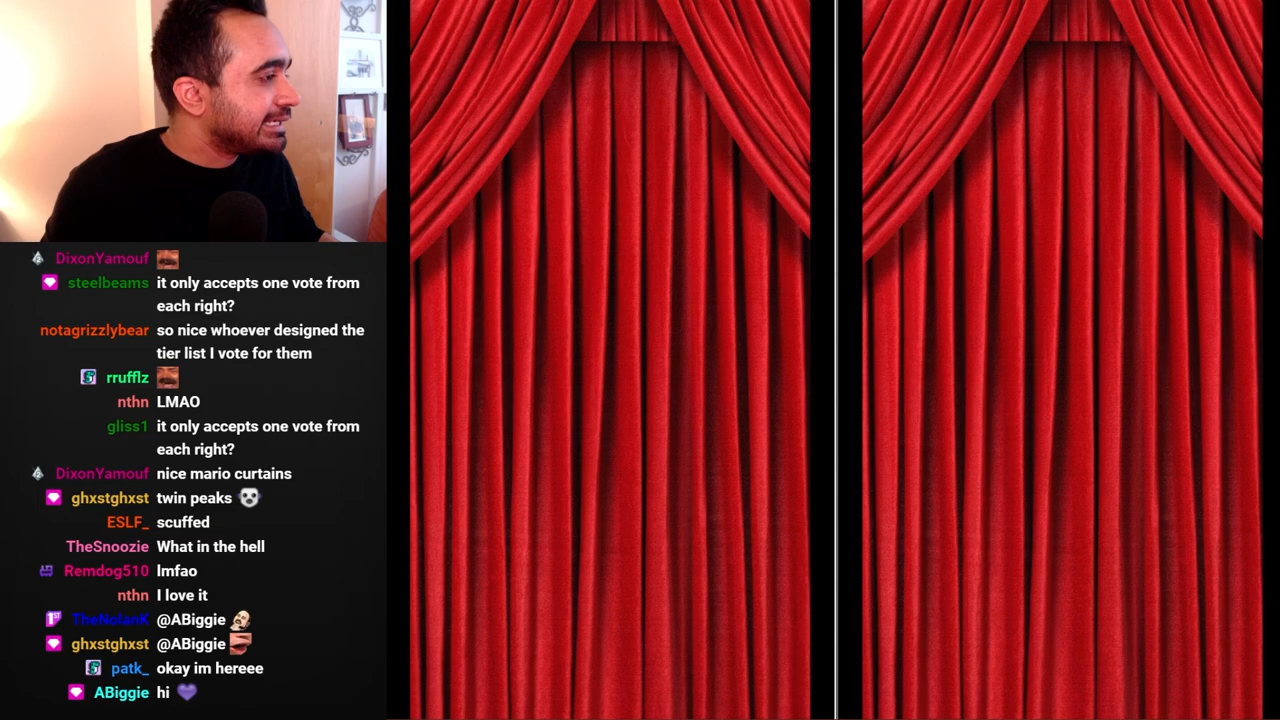 DixonYamouf
steelbeams it only accepts one vote from
each right?
notagrizzlybear so nice whoever designed the
tier list I vote for them
rrufflz
nthn LMAO
gliss1 it only accepts one vote from
each right?
DixonYamouf nice mario curtains
ghxstghxst twin peaks
ESLF_ scuffed
TheSnoozie What in the hell
Remdog510 lmfao
nthn I love it
TheNolanK @ABiggie
ghxstghxst @ABiggie
patk_ okay im hereee
ABiggie hi